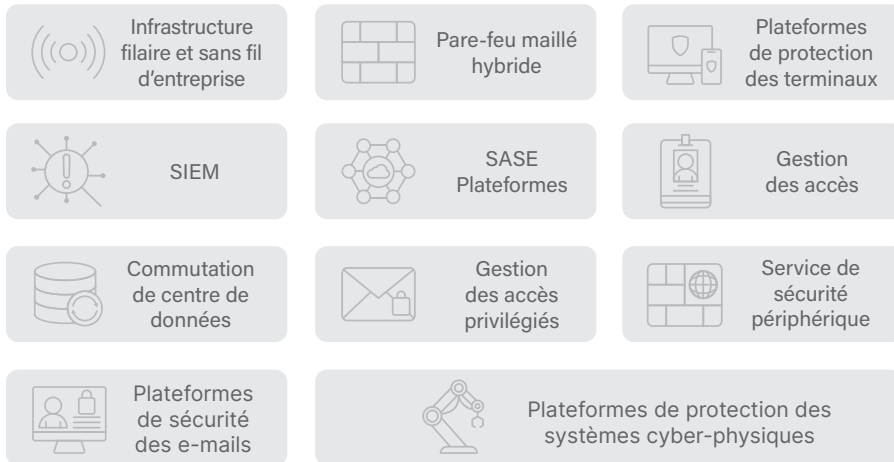 Infrastructure
filaire et sans fil
d'entreprise
Pare-feu maillé
hybride
Plateformes
de protection
des terminaux
SIEM
SASE
Plateformes
Gestion
des accès
Commutation
de centre de
données
Gestion
des accès
privilégiés
Service de
sécurité
périphérique
Plateformes
de sécurité
des e-mails
Plateformes de protection des
systèmes cyber-physiques